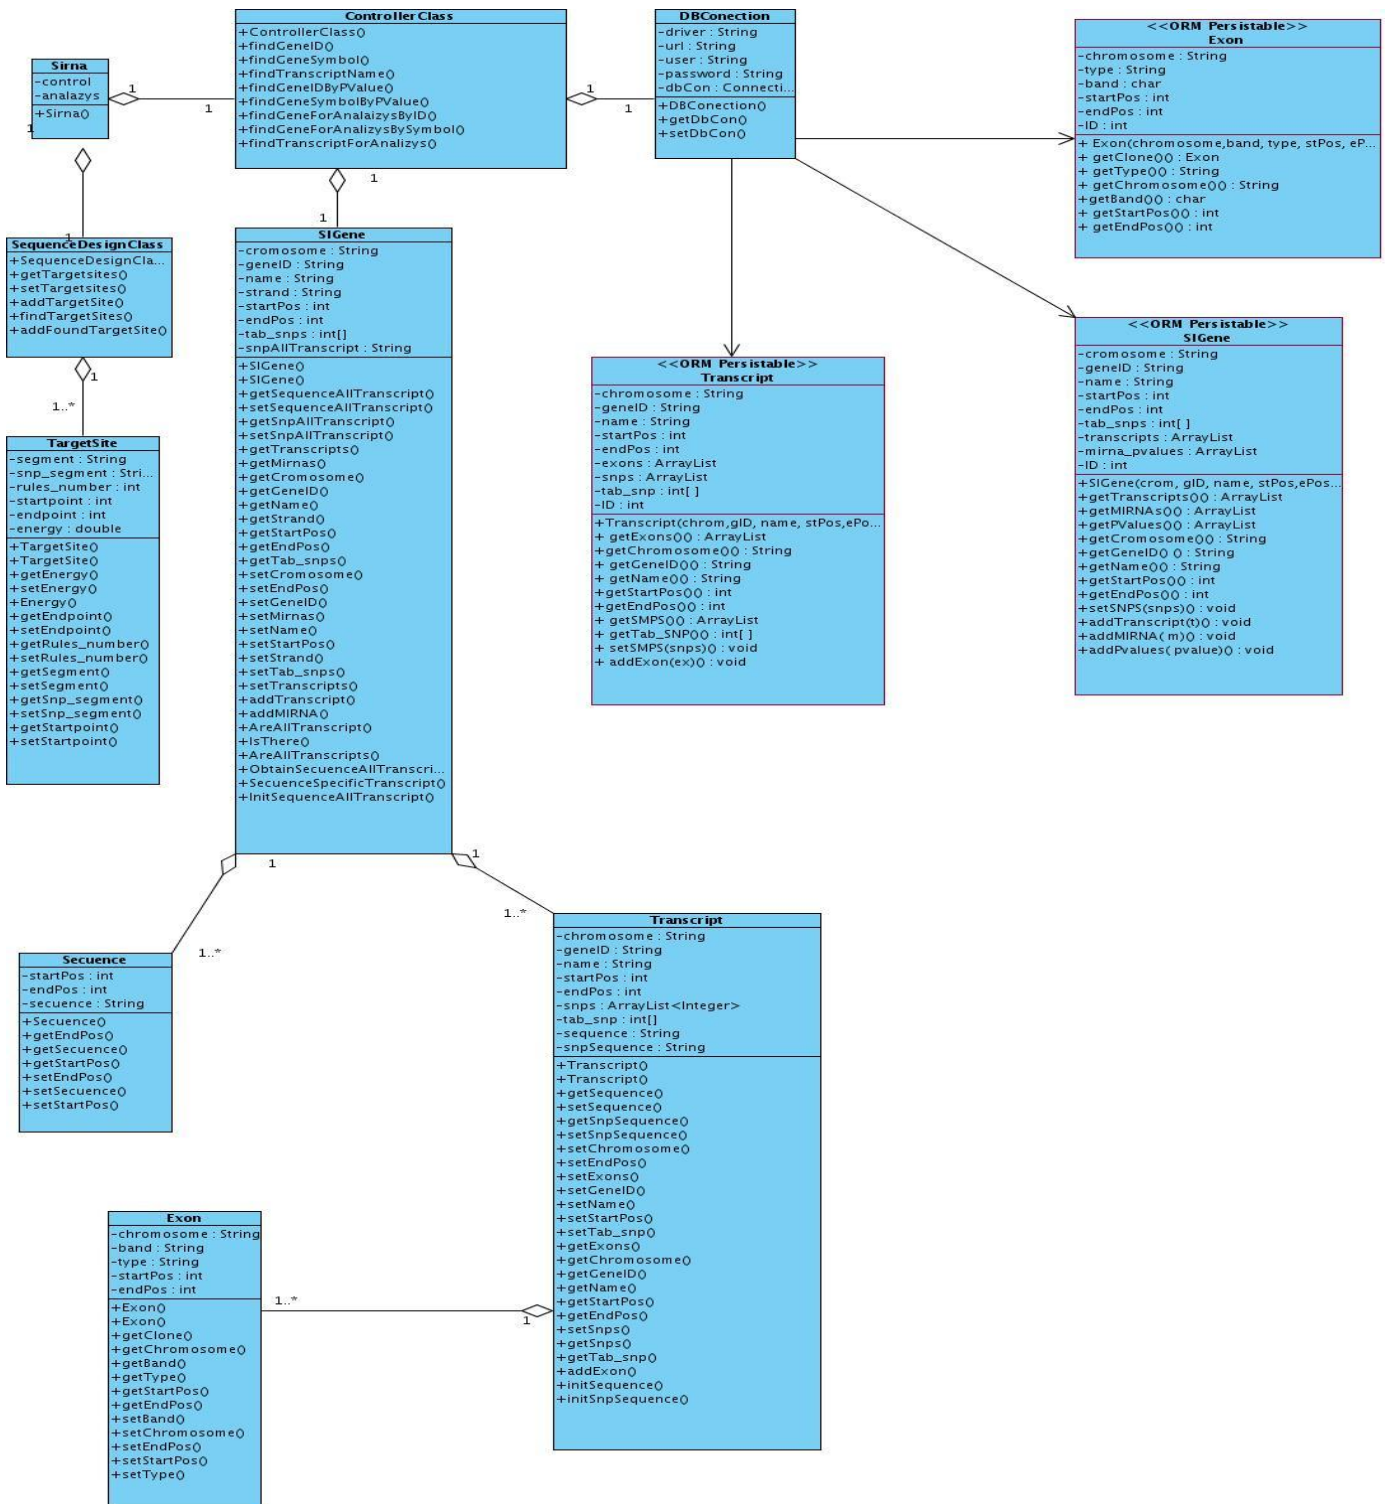 ControllerClass
+ControllerClass()
+findGeneID()
+findGeneSymbol()
+findTranscriptName()
+findGeneIDByPValue()
+findGeneSymbolByPValue()
+findGeneForAnalaizysByID()
+findGeneForAnalizysBySymbol()
+findTranscriptForAnalizys()
DBConection
-driver : String
-url : String
-user : String
-password : String
-dbCon : Connecti...
+DBConection()
+getDbCon()
+setDbCon()
<<ORM Persistable>>
Exon
-chromosome : String
-type : String
-band : char
-startPos : int
-endPos : int
-ID : int
+ Exon(chromosome,band, type, stPos, eP...
+ getClone()() : Exon
+ getType()() : String
+ getChromosome()() : String
+getBand()() : char
+ getStartPos()() : int
+ getEndPos()() : int
Sirna
-control
-analazys
+Sirna()
1
1
1
1
1
1
1
1
SequenceDesignClass
+SequenceDesignCla...
+getTargetsites()
+setTargetsites()
+addTargetSite()
+findTargetSites()
+addFoundTargetSite()
1
1..*
SIGene
-cromosome : String
-geneID : String
-name : String
-strand : String
-startPos : int
-endPos : int
-tab_snps : int[]
-snpAllTranscript : String
+SIGene()
+SIGene()
+getSequenceAllTranscript()
+setSequenceAllTranscript()
+getSnpAllTranscript()
+setSnpAllTranscript()
+getTranscripts()
+getMirnas()
+getCromosome()
+getGeneID()
+getName()
+getStrand()
+getStartPos()
+getEndPos()
+getTab_snps()
+setCromosome()
+setEndPos()
+setGeneID()
+setMirnas()
+setName()
+setStartPos()
+setStrand()
+setTab_snps()
+setTranscripts()
+addTranscript()
+addMIRNA()
+AreAllTranscript()
+IsThere()
+AreAllTranscripts()
+ObtainSecuenceAllTranscri...
+SecuenceSpecificTranscript()
+InitSequenceAllTranscript()
<<ORM Persistable>>
Transcript
-chromosome : String
-geneID : String
-name : String
-startPos : int
-endPos : int
-exons : ArrayList
-snps : ArrayList
-tab_snp : int[ ]
-ID : int
+Transcript(chrom,gID, name, stPos,ePo...
+ getExons()() : ArrayList
+getChromosome()() : String
+ getGeneID()() : String
+ getName()() : String
+getStartPos()() : int
+getEndPos()() : int
+ getSMPS()() : ArrayList
+ getTab_SNP()() : int[ ]
+ setSMPS(snps)() : void
+ addExon(ex)() : void
<<ORM Persistable>>
SIGene
-cromosome : String
-geneID : String
-name : String
-startPos : int
-endPos : int
-tab_snps : int[ ]
-transcripts : ArrayList
-mirna_pvalues : ArrayList
-ID : int
+SIGene(crom, gID, name, stPos,ePos...
+getTranscripts()() : ArrayList
+getMIRNAs()() : ArrayList
+getPValues()() : ArrayList
+getCromosome()() : String
+getGeneID() () : String
+getName()() : String
+getStartPos()() : int
+getEndPos()() : int
+setSNPS(snps)() : void
+addTranscript(t)() : void
+addMIRNA( m)() : void
+addPvalues( pvalue)() : void
TargetSite
-segment : String
-snp_segment : Stri...
-rules_number : int
-startpoint : int
-endpoint : int
-energy : double
+TargetSite()
+TargetSite()
+getEnergy()
+setEnergy()
+Energy()
+getEndpoint()
+setEndpoint()
+getRules_number()
+setRules_number()
+getSegment()
+setSegment()
+getSnp_segment()
+setSnp_segment()
+getStartpoint()
+setStartpoint()
1
1
1..*
1..*
Secuence
-startPos : int
-endPos : int
-secuence : String
+Secuence()
+getEndPos()
+getSecuence()
+getStartPos()
+setEndPos()
+setSecuence()
+setStartPos()
Transcript
-chromosome : String
-geneID : String
-name : String
-startPos : int
-endPos : int
-snps : ArrayList<Integer>
-tab_snp : int[]
-sequence : String
-snpSequence : String
+Transcript()
+Transcript()
+getSequence()
+setSequence()
+getSnpSequence()
+setSnpSequence()
+setChromosome()
+setEndPos()
+setExons()
+setGeneID()
+setName()
+setStartPos()
+setTab_snp()
+getExons()
+getChromosome()
+getGeneID()
+getName()
+getStartPos()
+getEndPos()
+setSnps()
+getSnps()
+getTab_snp()
+addExon()
+initSequence()
+initSnpSequence()
Exon
-chromosome : String
-band : String
-type : String
-startPos : int
-endPos : int
+Exon()
+Exon()
+getClone()
+getChromosome()
+getBand()
+getType()
+getStartPos()
+getEndPos()
+setBand()
+setChromosome()
+setEndPos()
+setStartPos()
+setType()
1..*
1